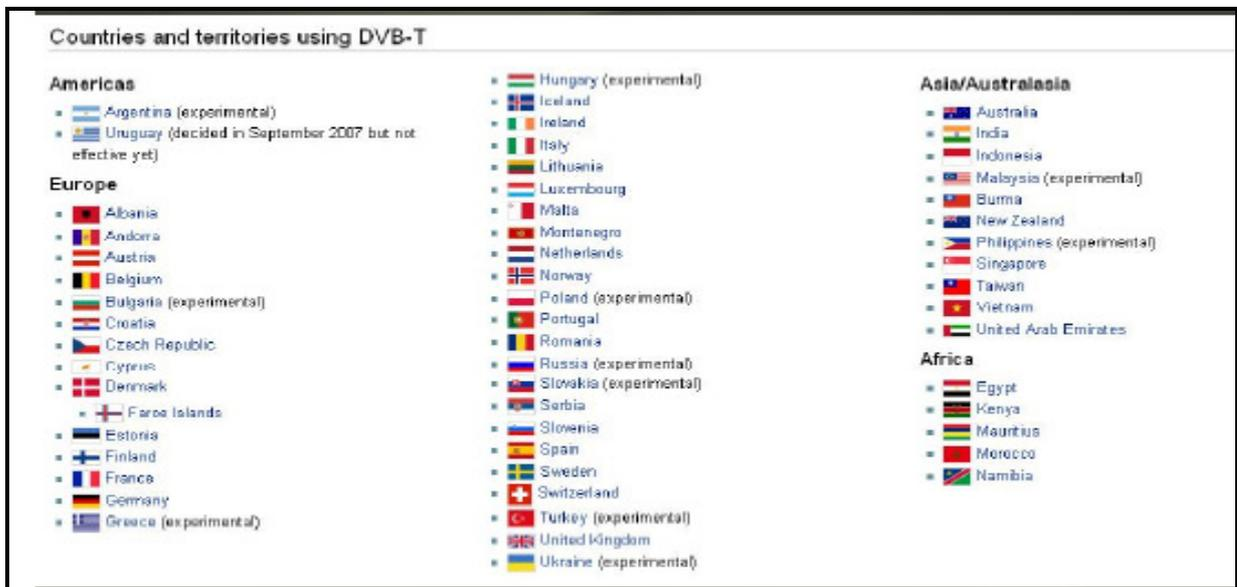 Countries and territories using DVB-T
Americas
Argentina (experimental)
Uruguay (decided in September 2007 but not
effective yet)
Europe
Albania
Andorra
Austria
Belgium
Bulgaria (experimental)
Croatia
Czech Republic
Cyprus
Denmark
Faroe Islands
Estonia
Finland
France
Germany
Greece (experimental)
Hungary (experimental)
Iceland
Ireland
Italy
Lithuania
Luxembourg
Malta
Montenegro
Netherlands
Norway
Poland (experimental)
Portugal
Romania
Russia (experimental)
Slovakia (experimental)
Serbia
Slovenia
Spain
Sweden
Switzerland
Turkey (experimental)
United Kingdom
Ukraine (experimental)
Asia/Australasia
Australia
India
Indonesia
Malaysia (experimental)
Burma
New Zealand
Philippines (experimental)
Singapore
Taiwan
Vietnam
United Arab Emirates
Africa
Egypt
Kenya
Mauritius
Morocco
Namibia